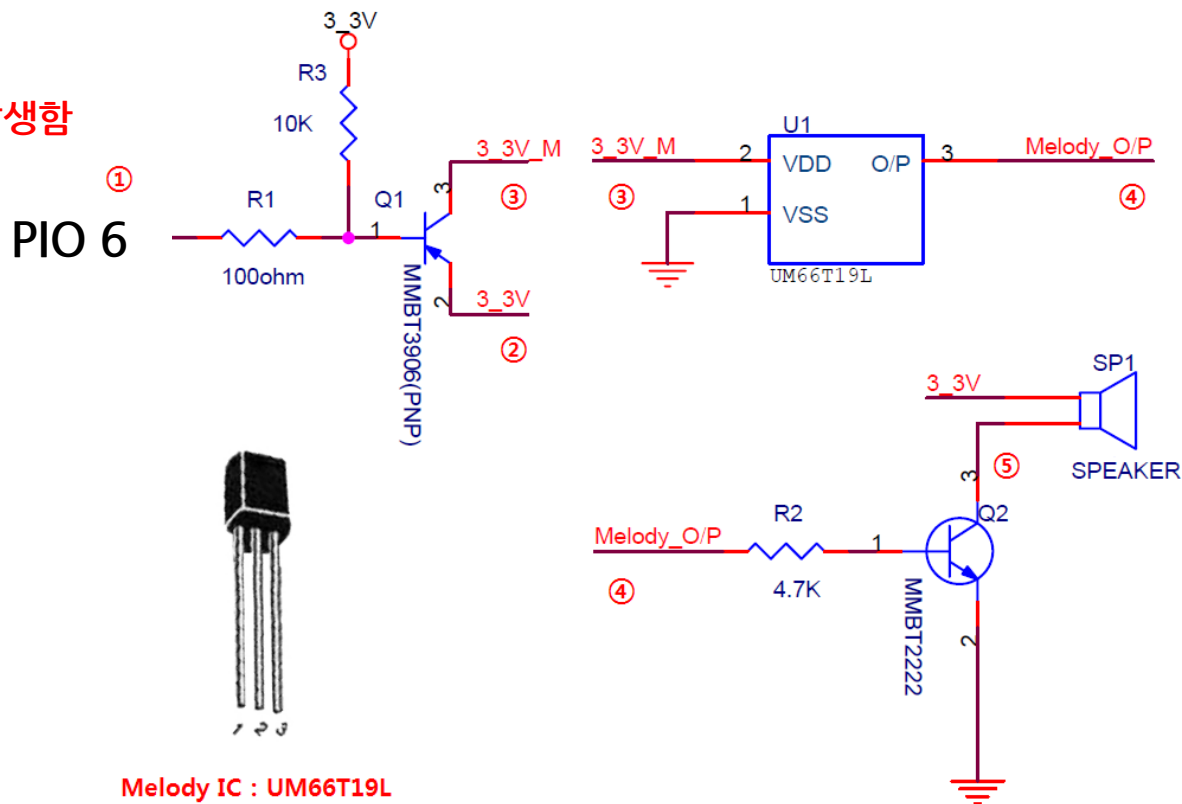 3_3V
R3
10K
생함
①
PIO 6
R1
100ohm
Q1
1
3
2
MMBT3906(PNP)
3_3V_M
③
3_3V
②
3_3V_M
③
U1
2
VDD
O/P
3
1
VSS
UM66T19L
Melody_O/P
④
SP1
3_3V
SPEAKER
⑤
3
Q2
Melody_O/P
④
R2
4.7K
1
MMBT2222
2
1 2 3
Melody IC : UM66T19L